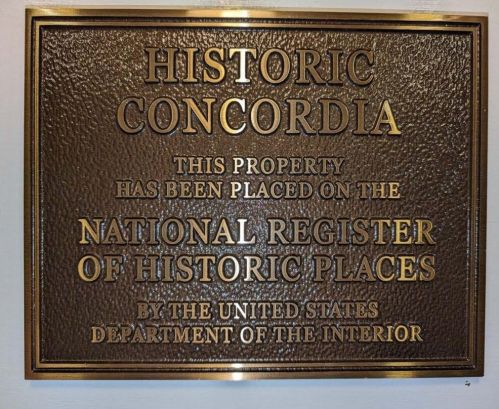 HISTORIC
CONCORDIA
THIS PROPERTY
HAS BEEN PLACED ON THE
NATIONAL REGISTER
OF HISTORIC PLACES
BY THE UNITED STATES
DEPARTMENT OF THE INTERIOR